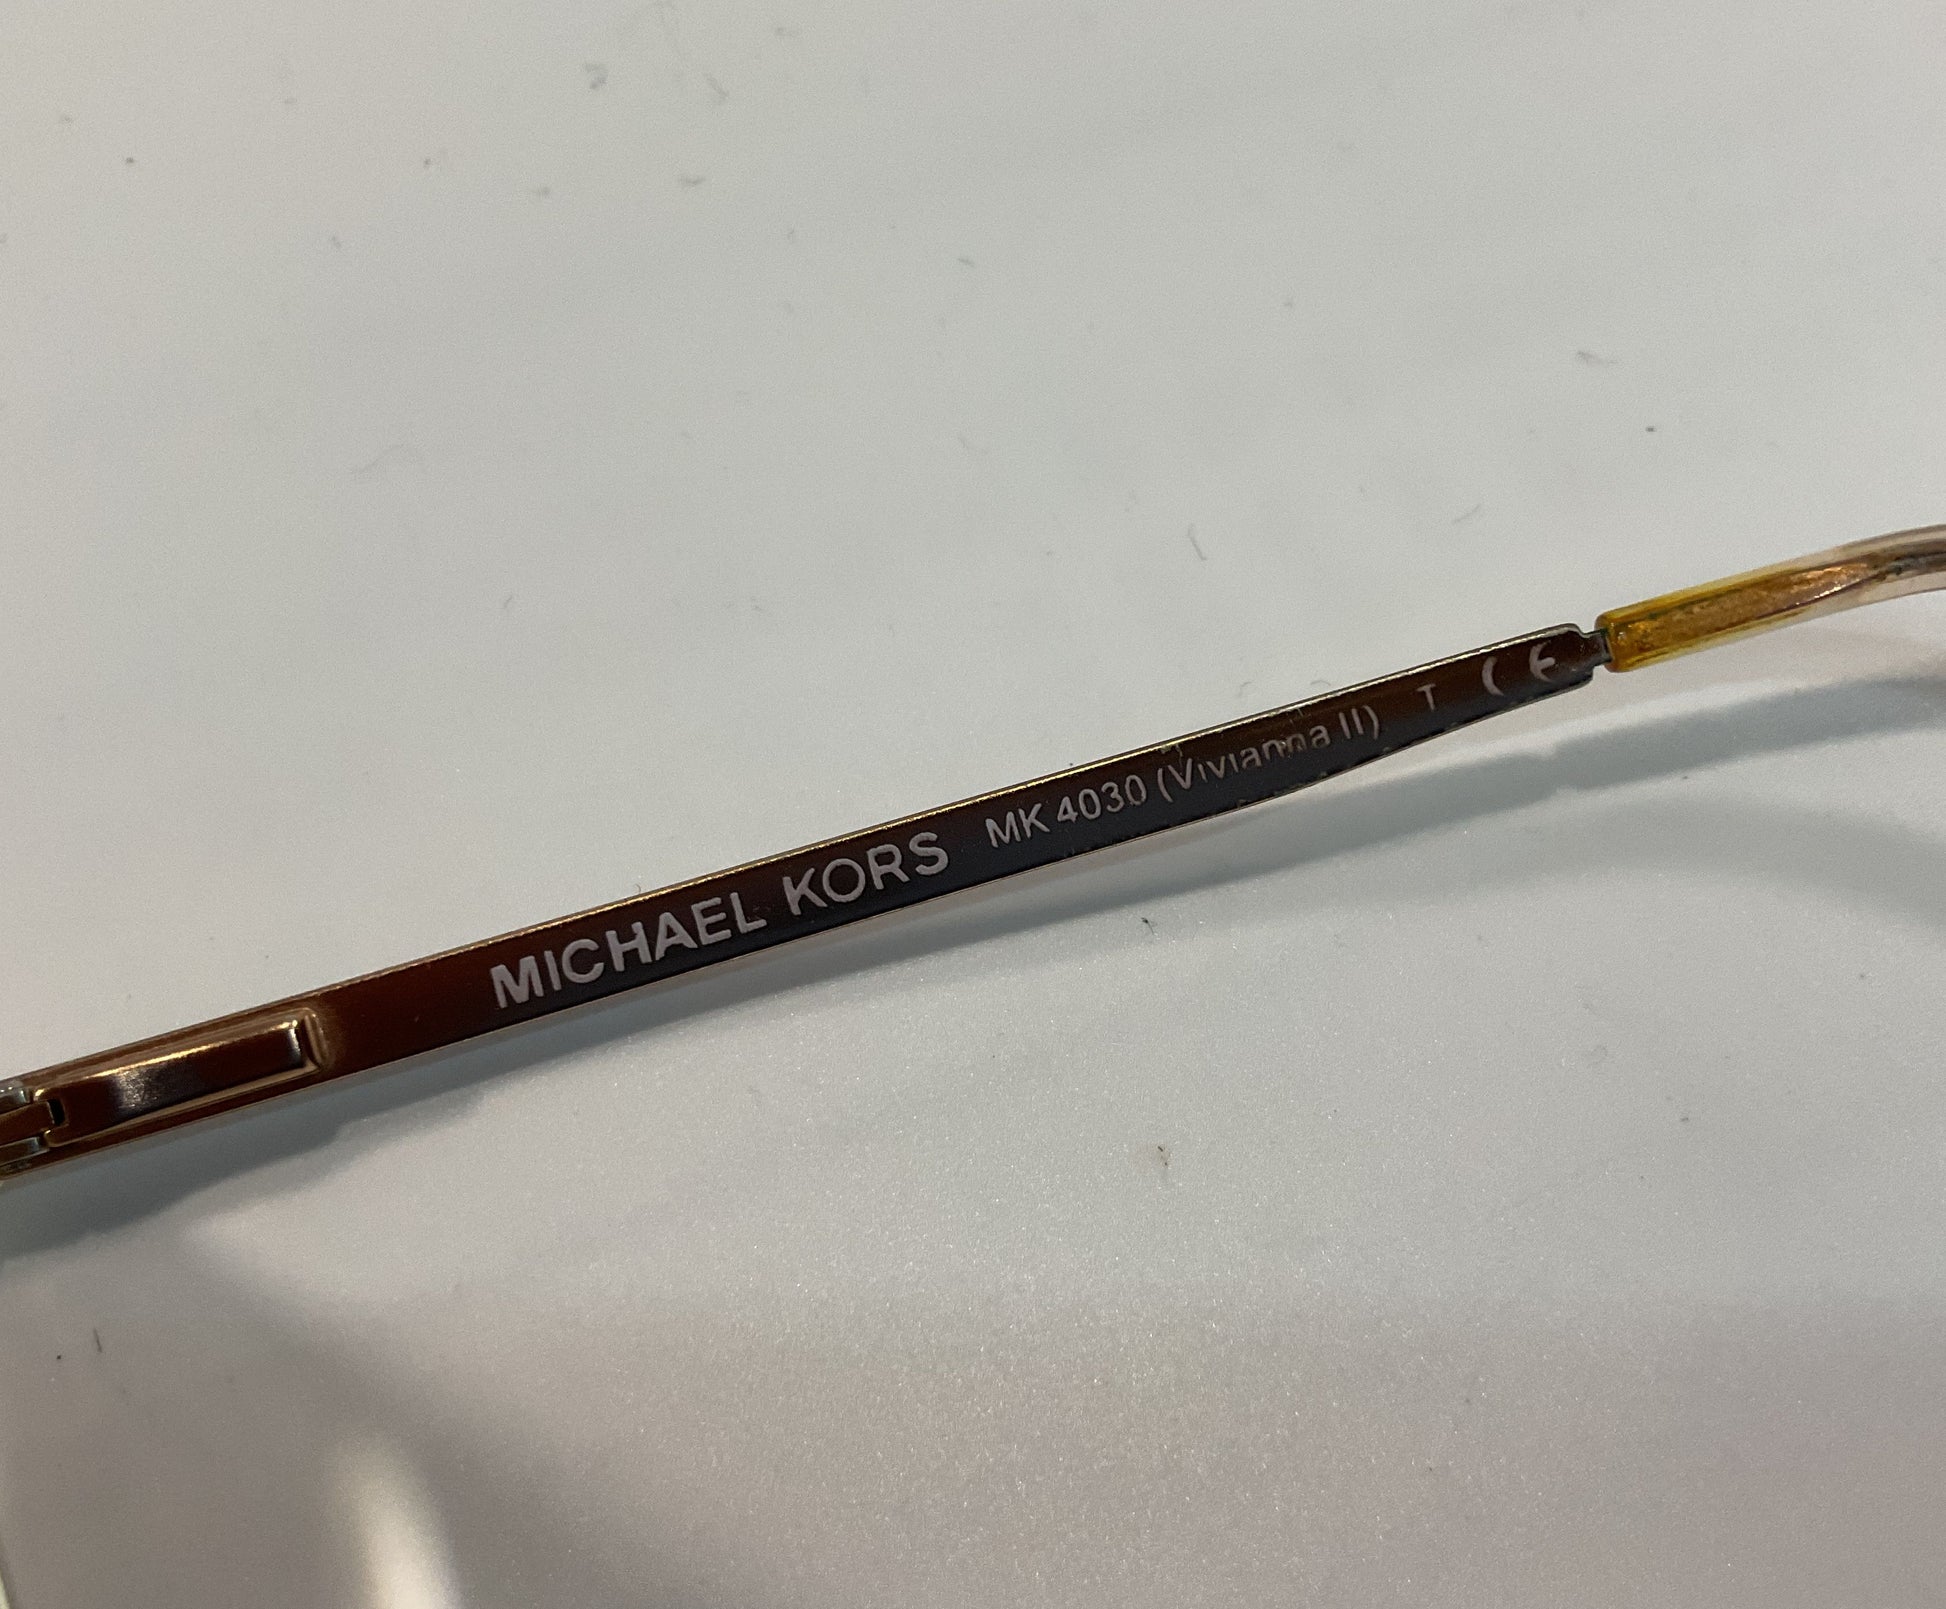 MICHAEL KORS MK 4030 (Vivianna II) T CE